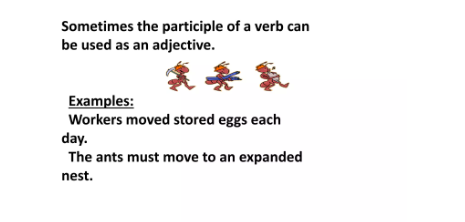 Sometimes the participle of a verb can
be used as an adjective.
Examples:
Workers moved stored eggs each
day.
The ants must move to an expanded
nest.